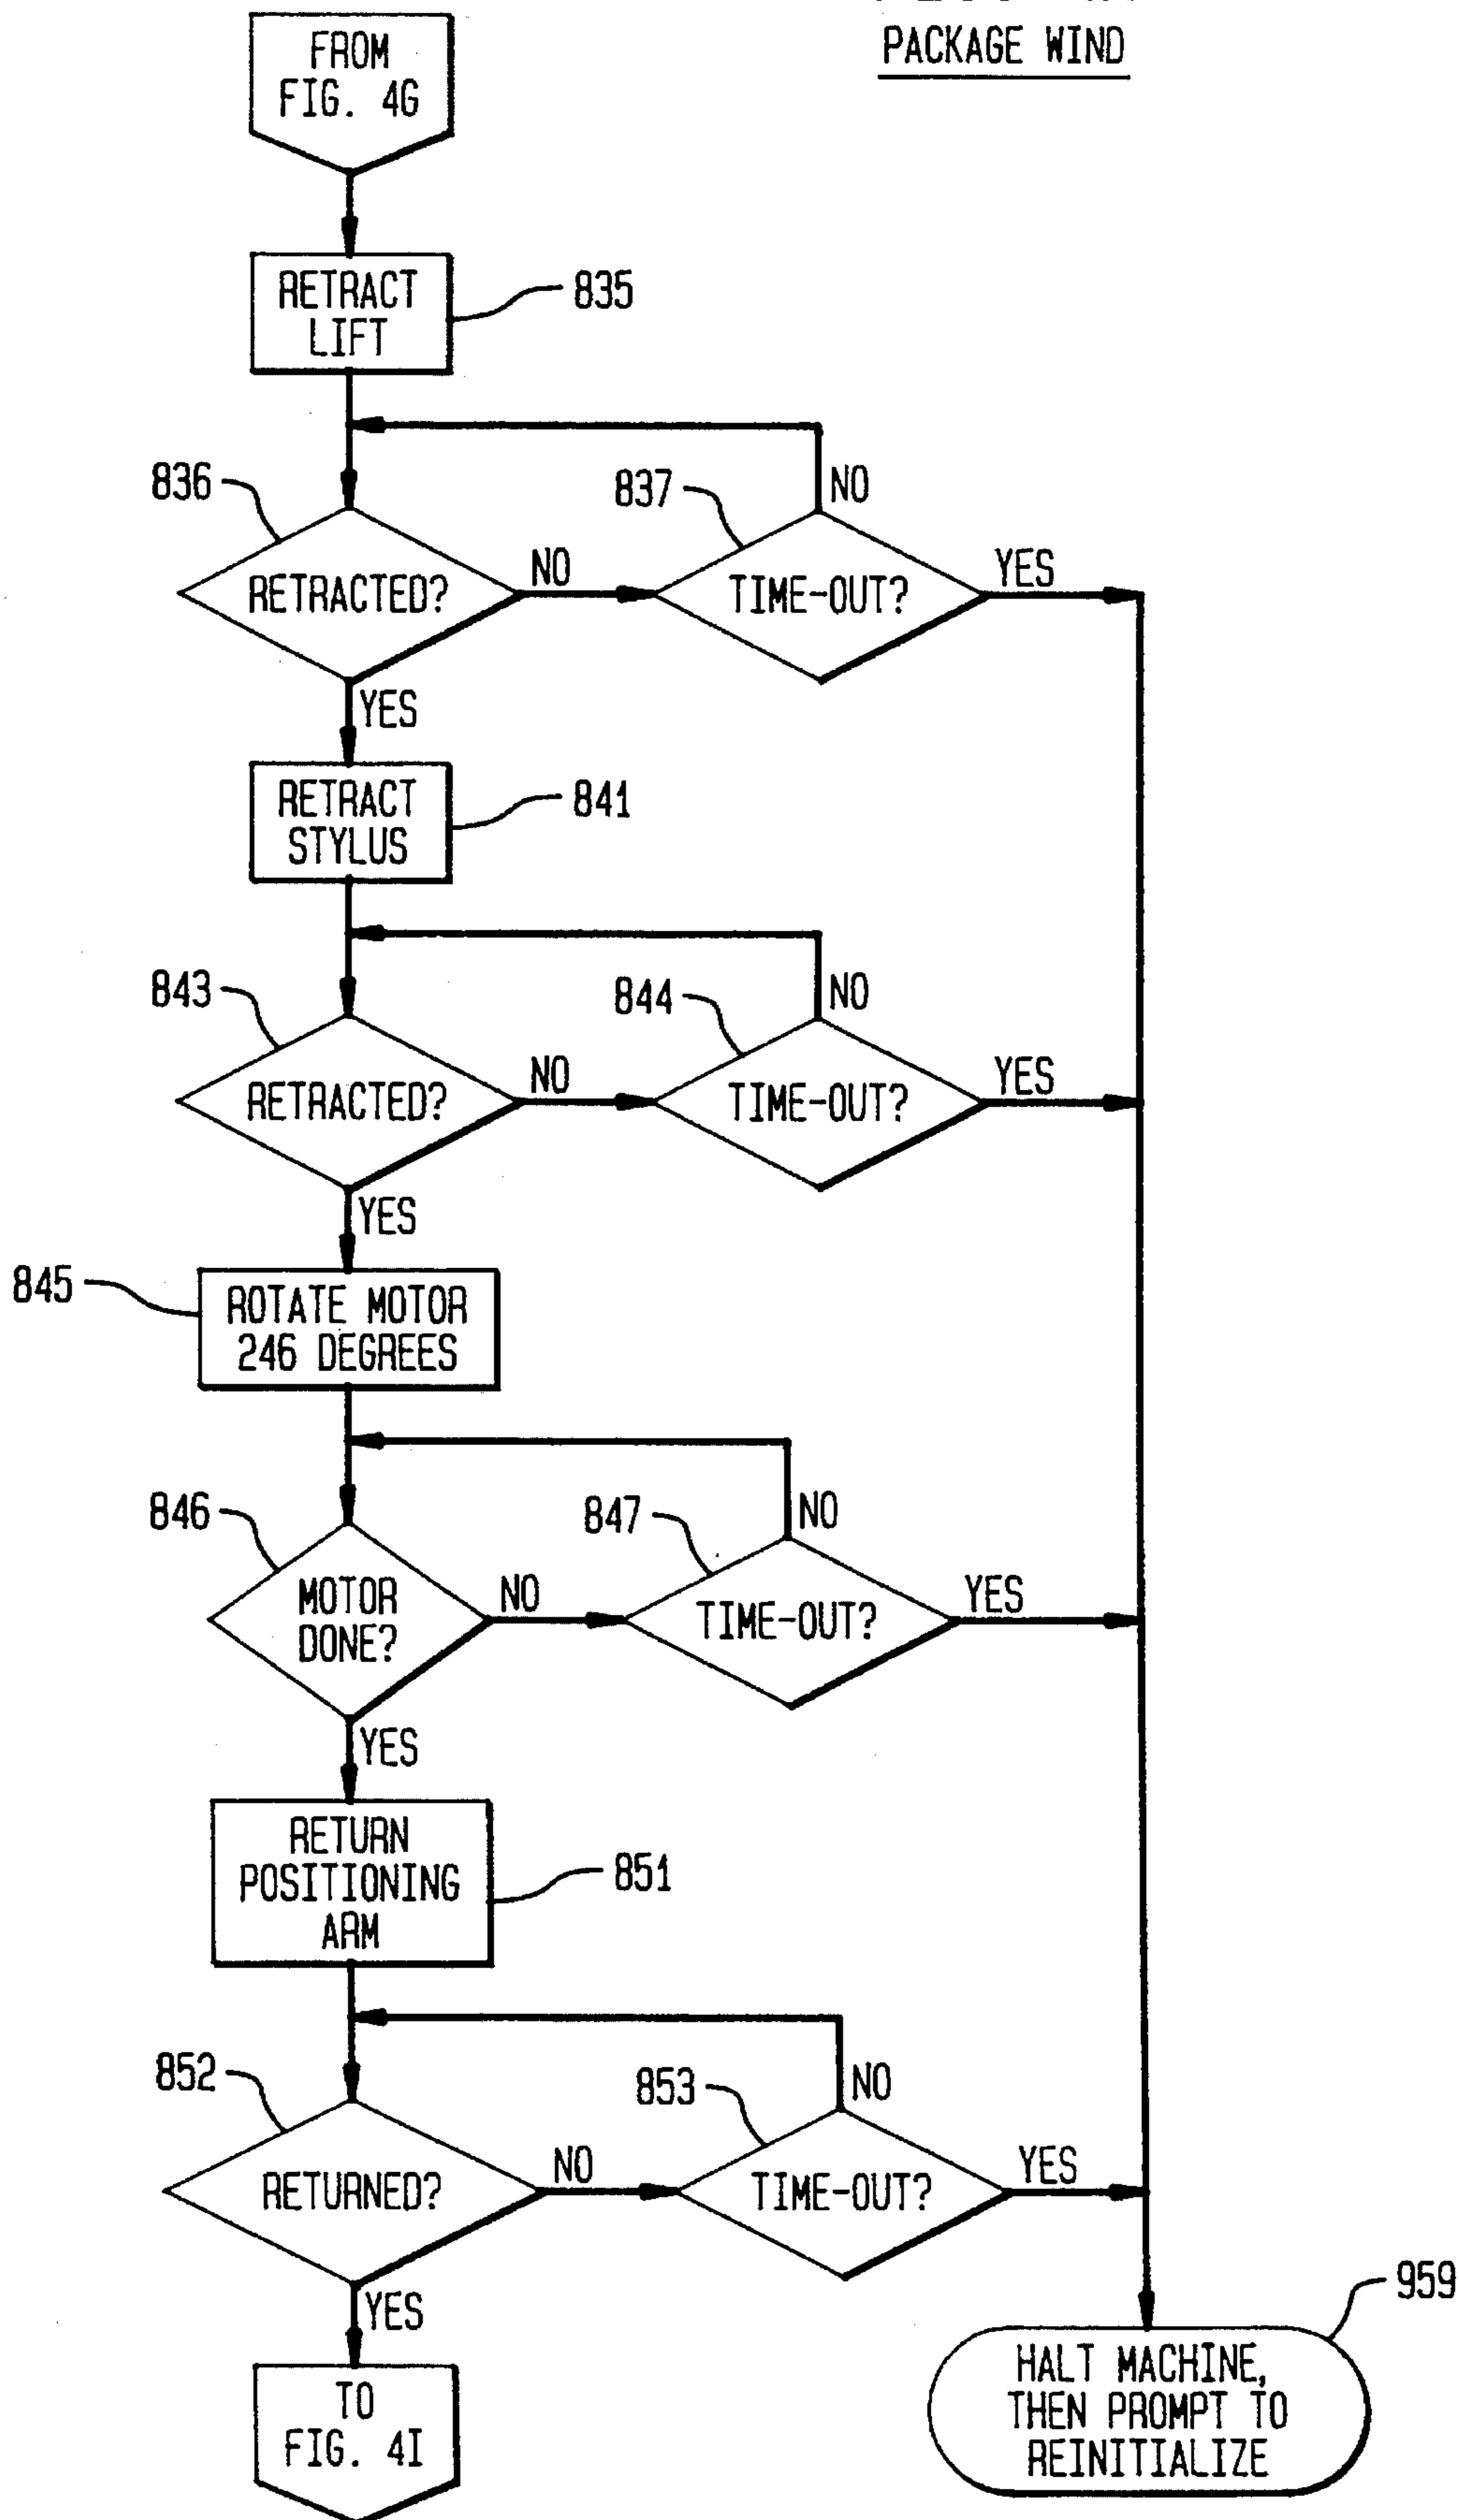 PACKAGE WIND
FROM
FIG. 4G
RETRACT
LIFT
835
836
RETRACTED?
NO
837
TIME-OUT?
NO
YES
YES
RETRACT
STYLUS
841
843
RETRACTED?
NO
844
TIME-OUT?
NO
YES
YES
845
ROTATE MOTOR
246 DEGREES
846
MOTOR
DONE?
NO
847
TIME-OUT?
NO
YES
YES
RETURN
POSITIONING
ARM
851
852
RETURNED?
NO
853
TIME-OUT?
NO
YES
YES
TO
FIG. 4I
959
HALT MACHINE,
THEN PROMPT TO
REINITIALIZE